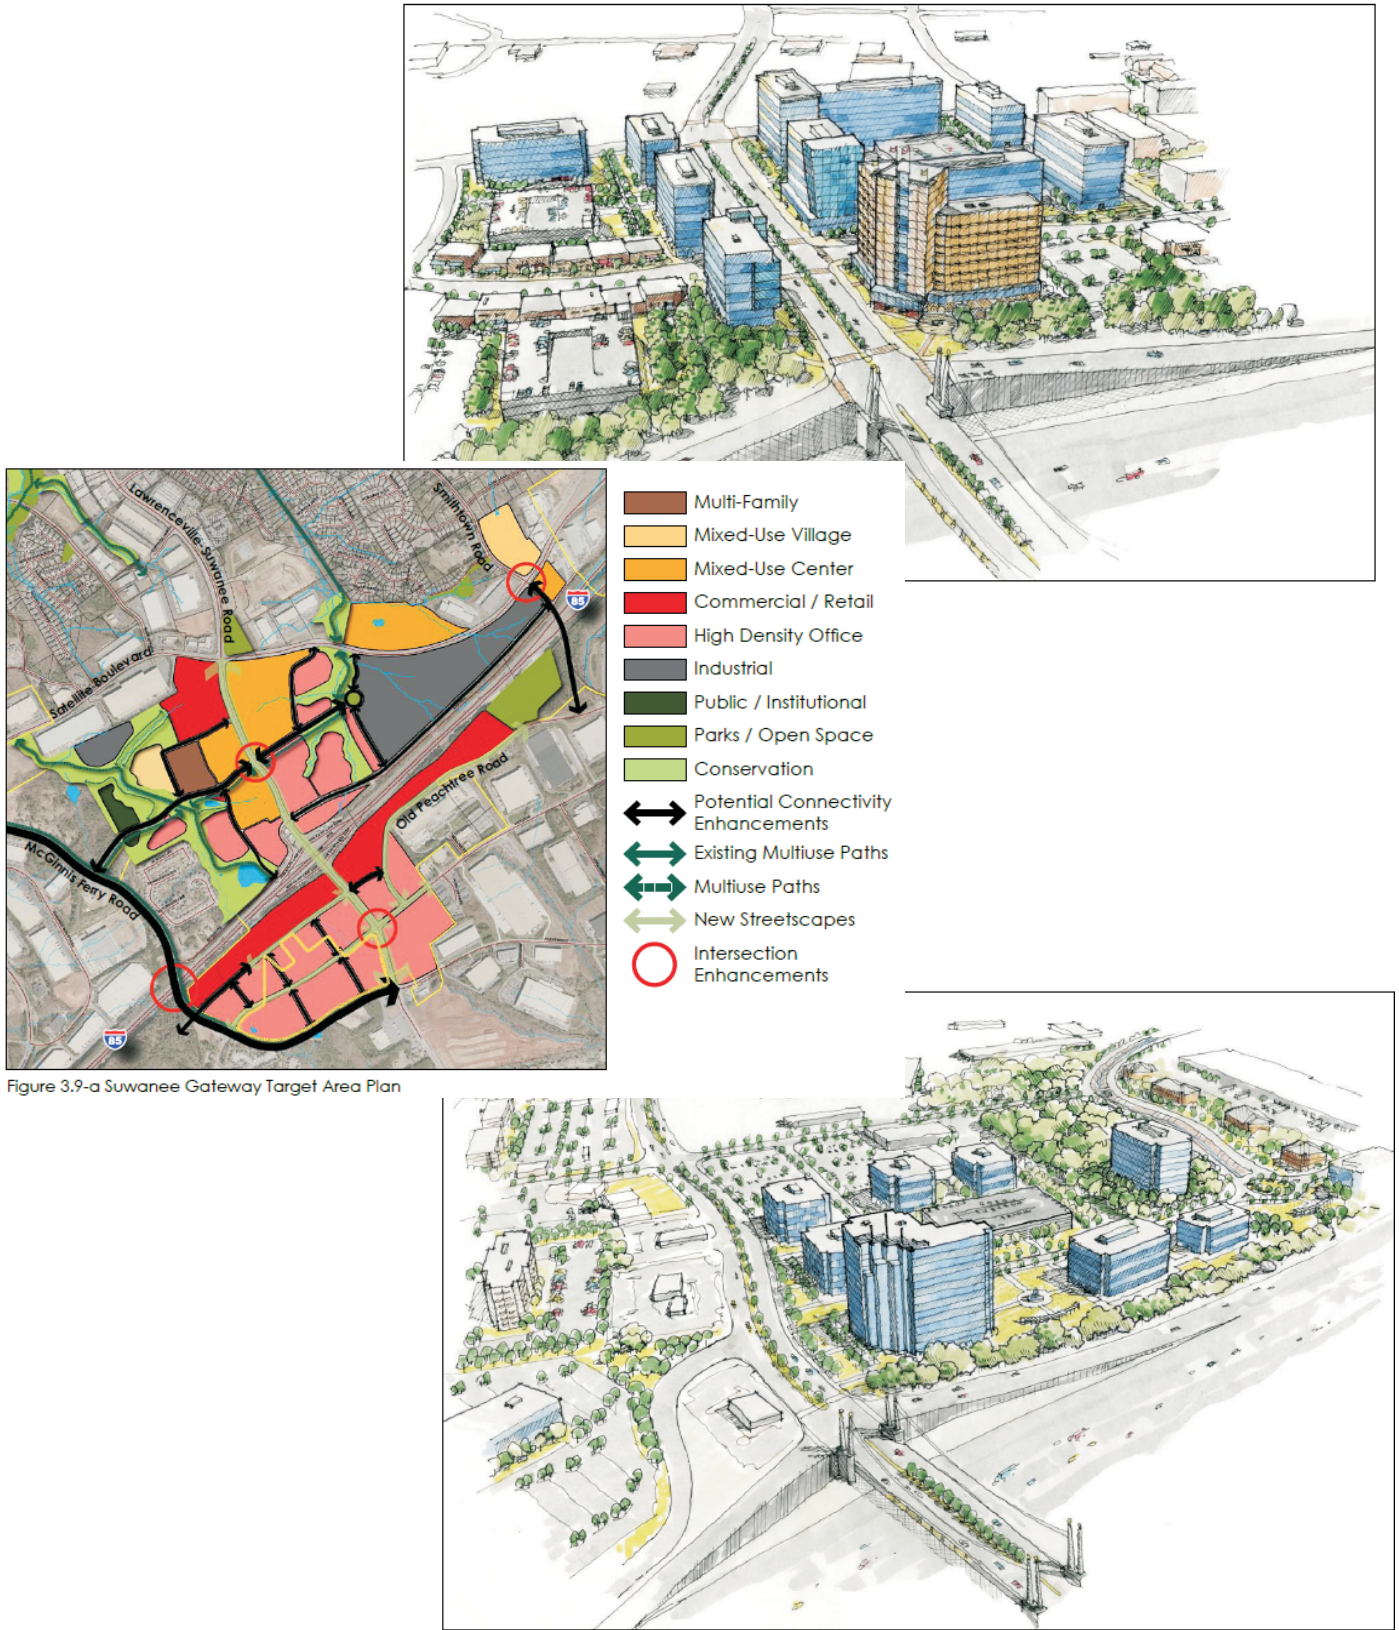 Lawrenceville-Suwanee Road
Smithtown Road
85
Satellite Boulevard
Old Peachtree Road
McGinnis Ferry Road
85
Multi-Family
Mixed-Use Village
Mixed-Use Center
Commercial / Retail
High Density Office
Industrial
Public / Institutional
Parks / Open Space
Conservation
Potential Connectivity
Enhancements
Existing Multiuse Paths
Multiuse Paths
New Streetscapes
Intersection
Enhancements
Figure 3.9-a Suwanee Gateway Target Area Plan